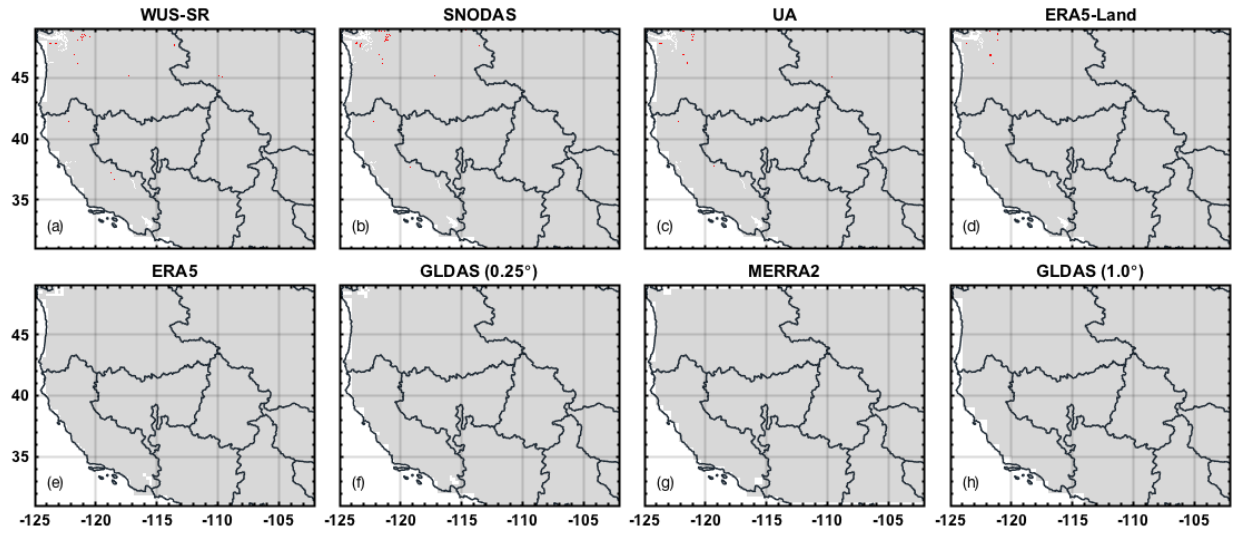 WUS-SR SNODAS UA ERA5-Land
45
40
35
(a) (b) (c) (d)
ERA5 GLDAS (0.25°) MERRA2 GLDAS (1.0°)
45
40
35
(e) (f) (g) (h)
-125 -120 -115 -110 -105 -125 -120 -115 -110 -105 -125 -120 -115 -110 -105 -125 -120 -115 -110 -105